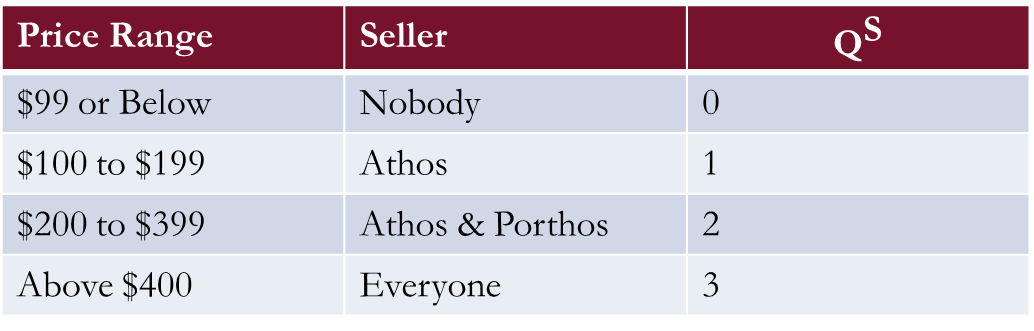 Price Range Seller Q^S
$99 or Below Nobody 0
$100 to $199 Athos 1
$200 to $399 Athos & Porthos 2
Above $400 Everyone 3